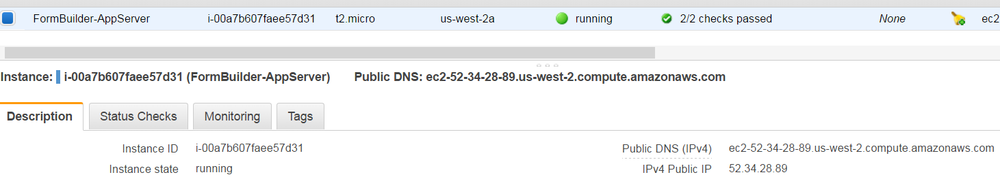 FormBuilder-AppServer i-00a7b607faee57d31 t2.micro us-west-2a running 2/2 checks passed None ec2
Instance: i-00a7b607faee57d31 (FormBuilder-AppServer) Public DNS: ec2-52-34-28-89.us-west-2.compute.amazonaws.com
Description Status Checks Monitoring Tags
Instance ID i-00a7b607faee57d31 Public DNS (IPv4) ec2-52-34-28-89.us-west-2.compute.amazonaws.com
Instance state running IPv4 Public IP 52.34.28.89